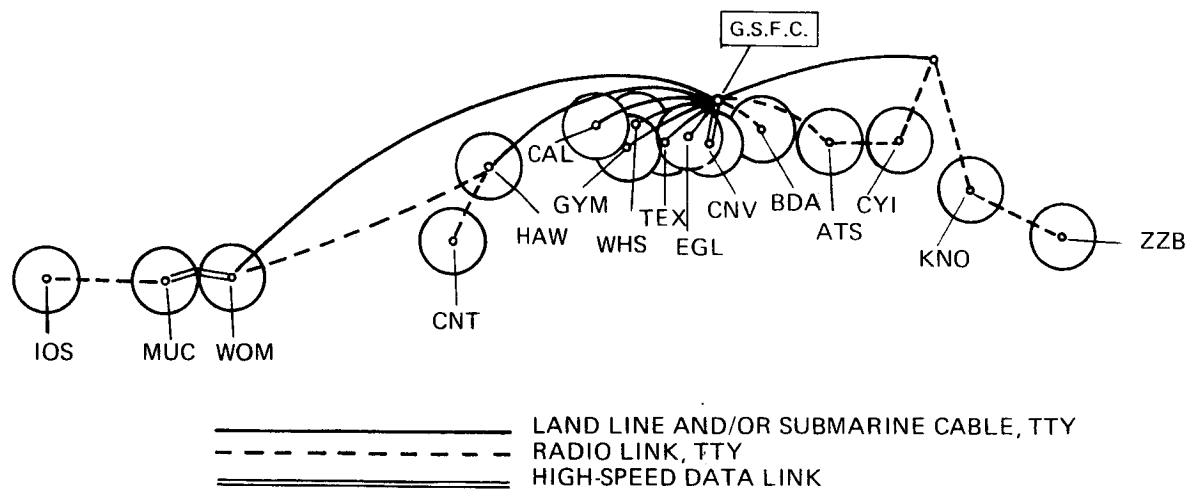 G.S.F.C.
CAL
GYM
WHS
TEX
EGL
CNV
BDA
ATS
CYI
HAW
KNO
ZZB
CNT
IOS
MUC
WOM
LAND LINE AND/OR SUBMARINE CABLE, TTY
RADIO LINK, TTY
HIGH-SPEED DATA LINK